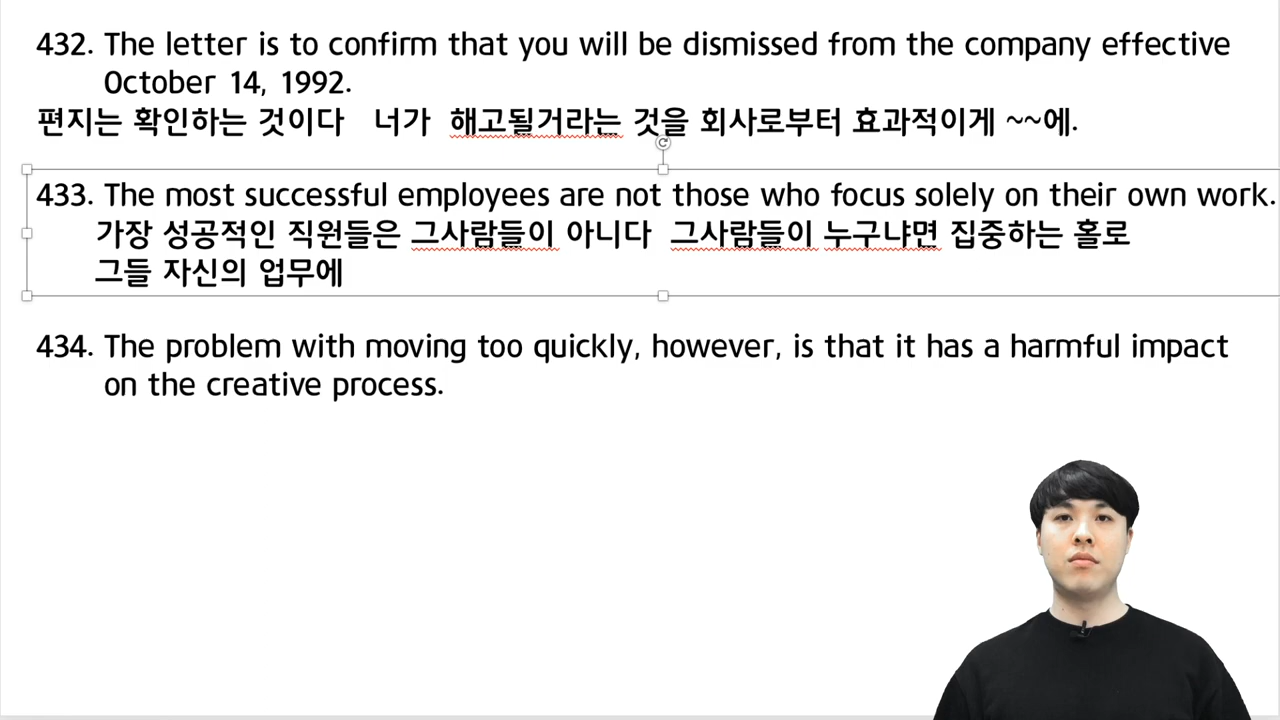 432. The letter is to confirm that you will be dismissed from the company effective
October 14, 1992.
편지는 확인하는 것이다 너가 해고될거라는 것을 회사로부터 효과적이게 ~~에.
433. The most successful employees are not those who focus solely on their own work.
가장 성공적인 직원들은 그사람들이 아니다 그사람들이 누구냐면 집중하는 홀로
그들 자신의 업무에
434. The problem with moving too quickly, however, is that it has a harmful impact
on the creative process.